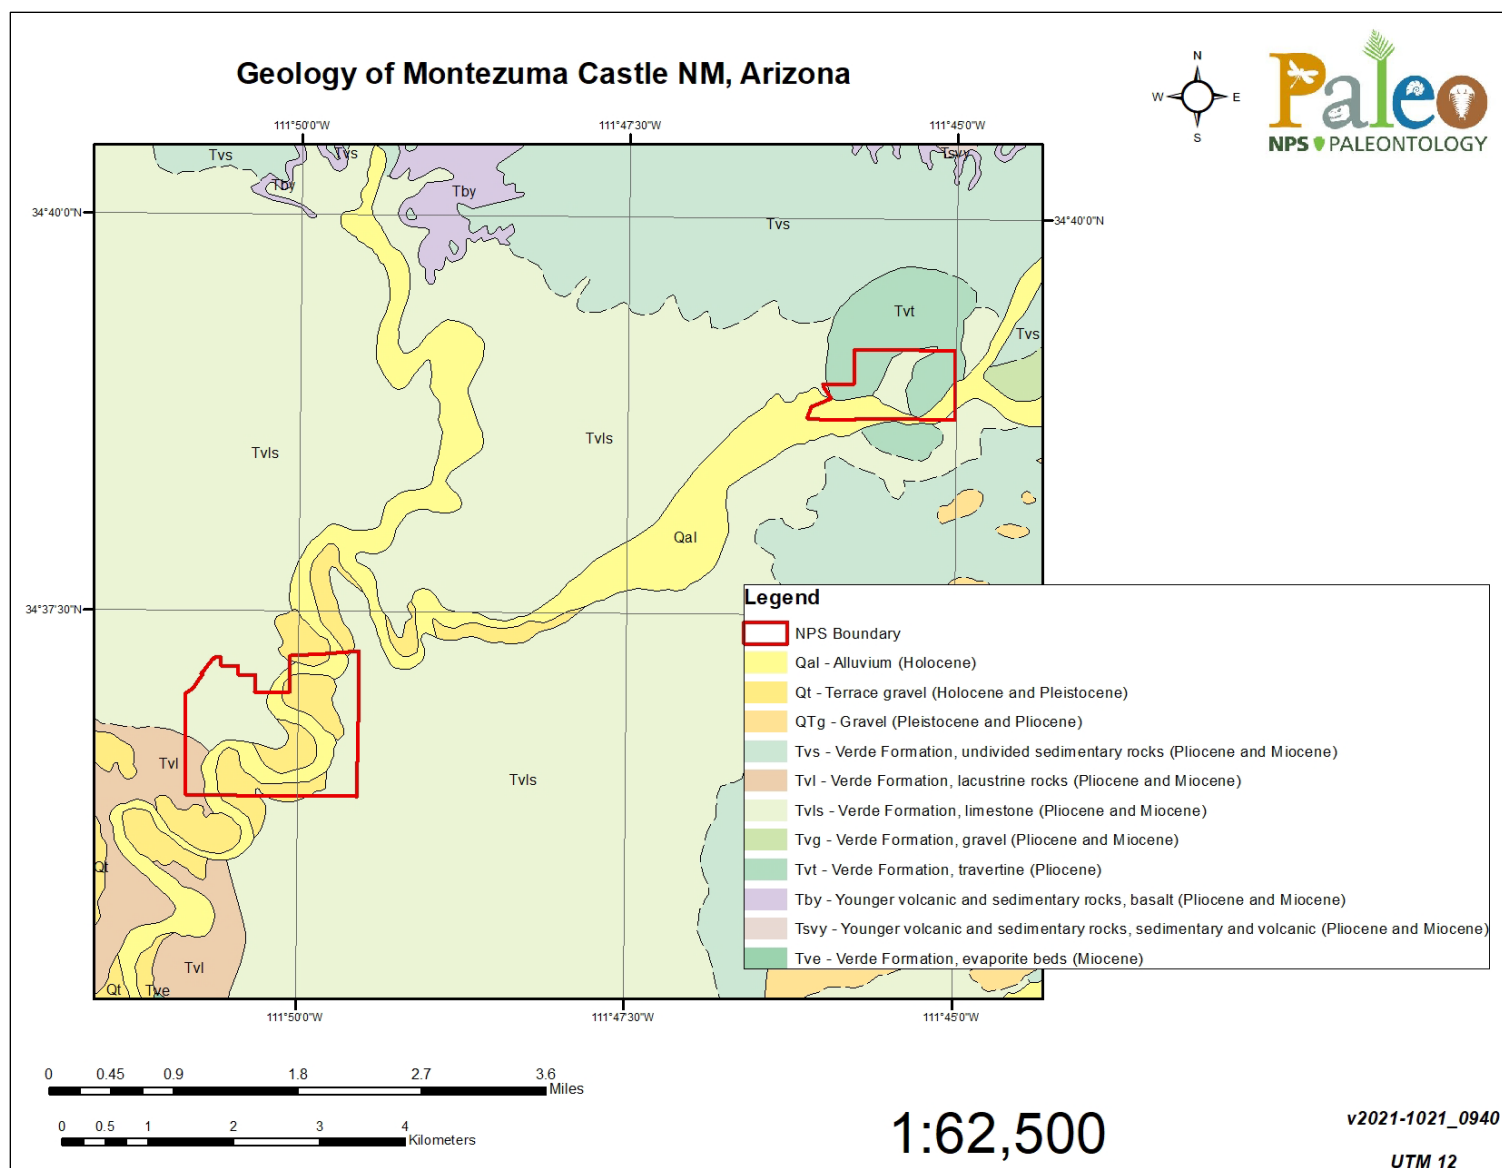 Geology of Montezuma Castle NM, Arizona
N
W E
S
Paleo
NPS PALEONTOLOGY
111°50'0"W 111°47'30"W 111°45'0"W
Tvs Tvs Tsvy
Tby Tby
34°40'0"N 34°40'0"N
Tvs
Tvt
Tvs
Tvls Tvls
Qal
34°37'30"N
Tvl
Tvls
Qt
Tvl
Qt Tve
Legend
NPS Boundary
Qal - Alluvium (Holocene)
Qt - Terrace gravel (Holocene and Pleistocene)
QTg - Gravel (Pleistocene and Pliocene)
Tvs - Verde Formation, undivided sedimentary rocks (Pliocene and Miocene)
Tvl - Verde Formation, lacustrine rocks (Pliocene and Miocene)
Tvls - Verde Formation, limestone (Pliocene and Miocene)
Tvg - Verde Formation, gravel (Pliocene and Miocene)
Tvt - Verde Formation, travertine (Pliocene)
Tby - Younger volcanic and sedimentary rocks, basalt (Pliocene and Miocene)
Tsvy - Younger volcanic and sedimentary rocks, sedimentary and volcanic (Pliocene and Miocene)
Tve - Verde Formation, evaporite beds (Miocene)
111°50'0"W 111°47'30"W 111°45'0"W
0 0.45 0.9 1.8 2.7 3.6
Miles
0 0.5 1 2 3 4
Kilometers
1:62,500
v2021-1021_0940
UTM 12